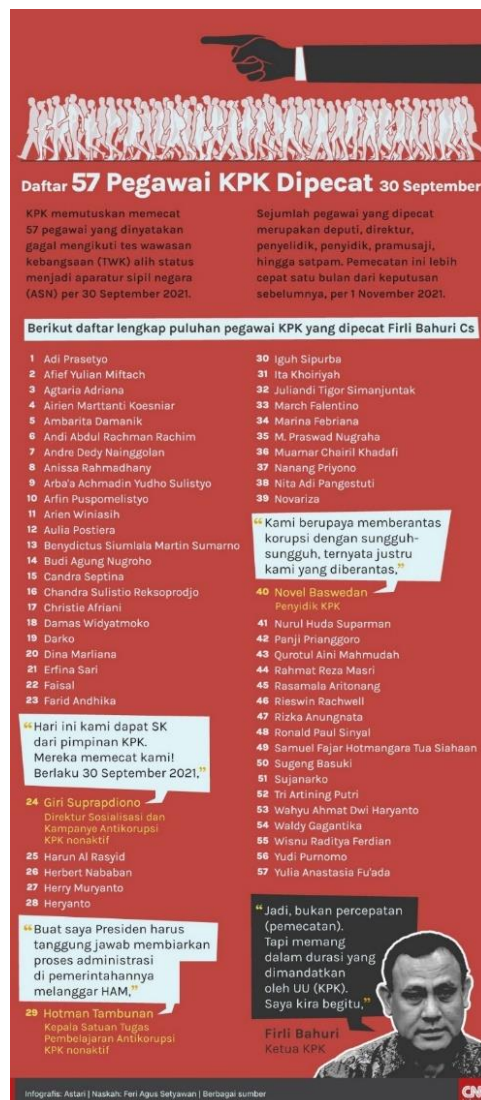 Daftar 57 Pegawai KPK Dipecat 30 September
KPK memutuskan memecat
57 pegawai yang dinyatakan
gagal mengikuti tes wawasan
kebangsaan (TWK) alih status
menjadi aparatur sipil negara
(ASN) per 30 September 2021.
Sejumlah pegawai yang dipecat
merupakan deputi, direktur,
penyelidik, penyidik, pramusaji,
hingga satpam. Pemecatan ini lebih
cepat satu bulan dari keputusan
sebelumnya, per 1 November 2021.
Berikut daftar lengkap puluhan pegawai KPK yang dipecat Firli Bahuri Cs
1 Adi Prasetyo
2 Afief Yulian Miftach
3 Agtaria Adriana
4 Airien Marttanti Koesniar
5 Ambarita Damanik
6 Andi Abdul Rachman Rachim
7 Andre Dedy Nainggolan
8 Anissa Rahmadhany
9 Arba'a Achmadin Yudho Sulistyo
10 Arfin Puspomelistyo
11 Arien Winiasih
12 Aulia Postiera
13 Benydictus Siumlala Martin Sumarno
14 Budi Agung Nugroho
15 Candra Septina
16 Chandra Sulistio Reksoprodjo
17 Christie Afriani
18 Damas Widyatmoko
19 Darko
20 Dina Marliana
21 Erfina Sari
22 Faisal
23 Farid Andhika
“Hari ini kami dapat SK
dari pimpinan KPK.
Mereka memecat kami!
Berlaku 30 September 2021,”
24 Giri Suprapdiono
Direktur Sosialisasi dan
Kampanye Antikorupsi
KPK nonaktif
25 Harun Al Rasyid
26 Herbert Nababan
27 Herry Muryanto
28 Heryanto
“Buat saya Presiden harus
tanggung jawab membiarkan
proses administrasi
di pemerintahannya
melanggar HAM,”
29 Hotman Tambunan
Kepala Satuan Tugas
Pembelajaran Antikorupsi
KPK nonaktif
30 Iguh Sipurba
31 Ita Khoiriyah
32 Juliandi Tigor Simanjuntak
33 March Falentino
34 Marina Febriana
35 M. Praswad Nugraha
36 Muamar Chairil Khadafi
37 Nanang Priyono
38 Nita Adi Pangestuti
39 Novariza
“Kami berupaya memberantas
korupsi dengan sungguh-
sungguh, ternyata justru
kami yang diberantas,”
40 Novel Baswedan
Penyidik KPK
41 Nurul Huda Suparman
42 Panji Prianggoro
43 Qurotul Aini Mahmudah
44 Rahmat Reza Masri
45 Rasamala Aritonang
46 Rieswin Rachwell
47 Rizka Anungnata
48 Ronald Paul Sinyal
49 Samuel Fajar Hotmangara Tua Siahaan
50 Sugeng Basuki
51 Sujanarko
52 Tri Artining Putri
53 Wahyu Ahmat Dwi Haryanto
54 Waldy Gagantika
55 Wisnu Raditya Ferdian
56 Yudi Purnomo
57 Yulia Anastasia Fu'ada
“Jadi, bukan percepatan
(pemecatan).
Tapi memang
dalam durasi yang
dimandatkan
oleh UU (KPK).
Saya kira begitu,”
Firli Bahuri
Ketua KPK
Infografis: Astari | Naskah: Feri Agus Setyawan | Berbagai sumber
CN